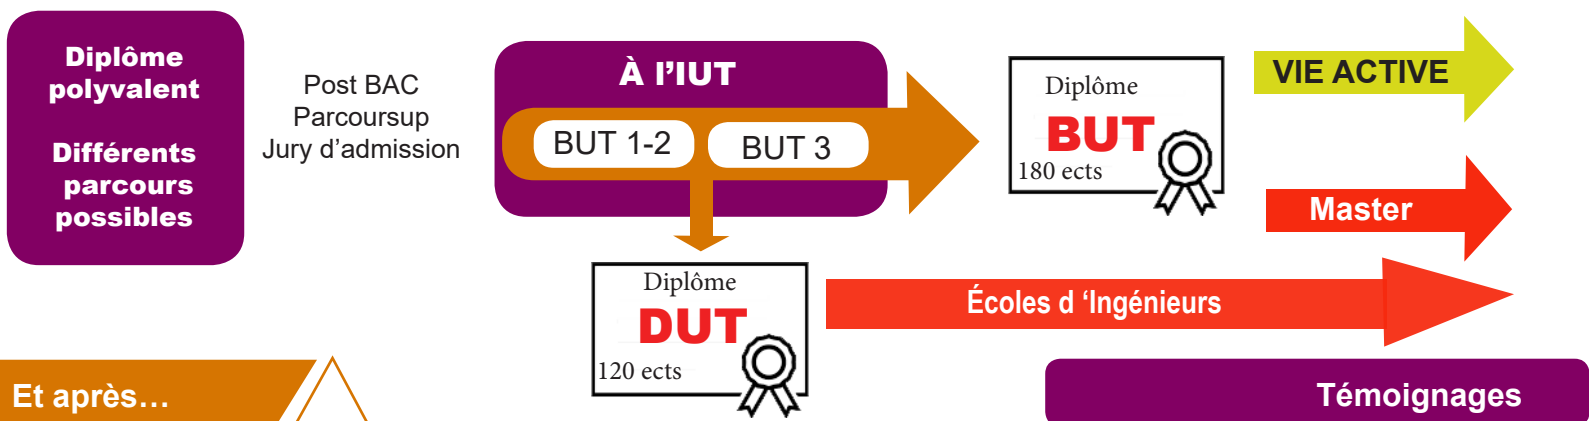 Diplôme
polyvalent
Différents
parcours
possibles
Post BAC
Parcoursup
Jury d’admission
À l’IUT
BUT 1-2
BUT 3
Diplôme
BUT
180 ects
VIE ACTIVE
Master
Diplôme
DUT
120 ects
Écoles d ‘Ingénieurs
Et après…
Témoignages